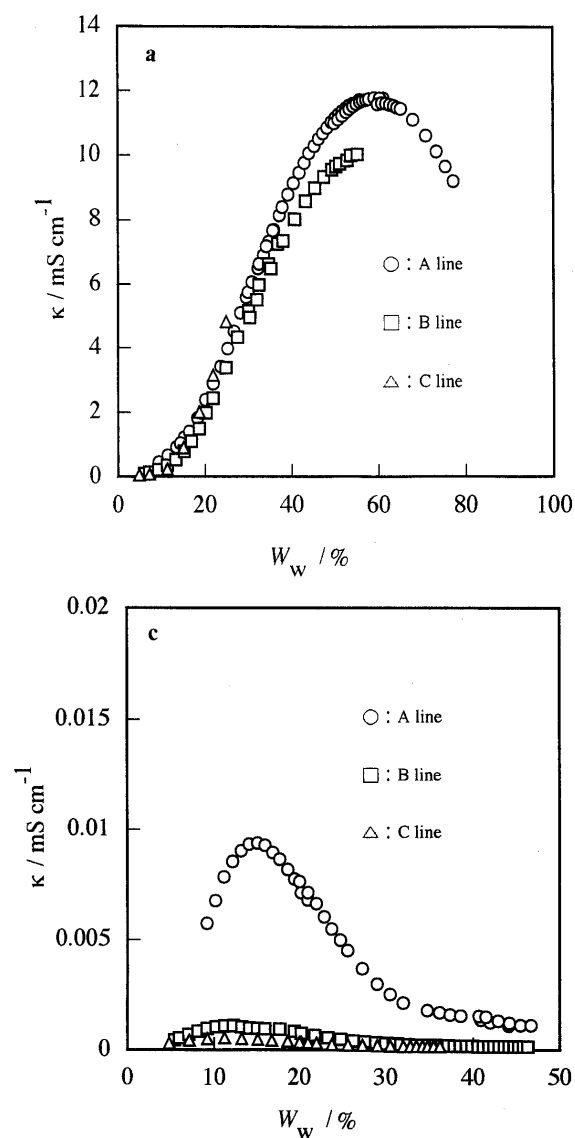 a
14
12
10
8
6
4
2
0
κ / mS cm⁻¹
○ : A line
□ : B line
△ : C line
0 20 40 60 80 100
W_w / %
c
0.02
0.015
0.01
0.005
0
κ / mS cm⁻¹
○ : A line
□ : B line
△ : C line
0 10 20 30 40 50
W_w / %